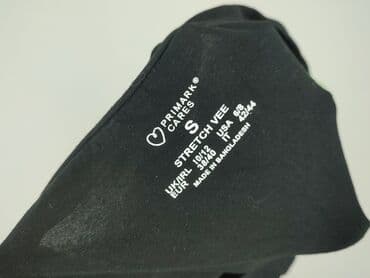 PRIMARK®
CARES
S
STRETCH VEE
UK/IRL 10/12 USA 6/8
EUR 38/40 IT 42/44
MADE IN BANGLADESH